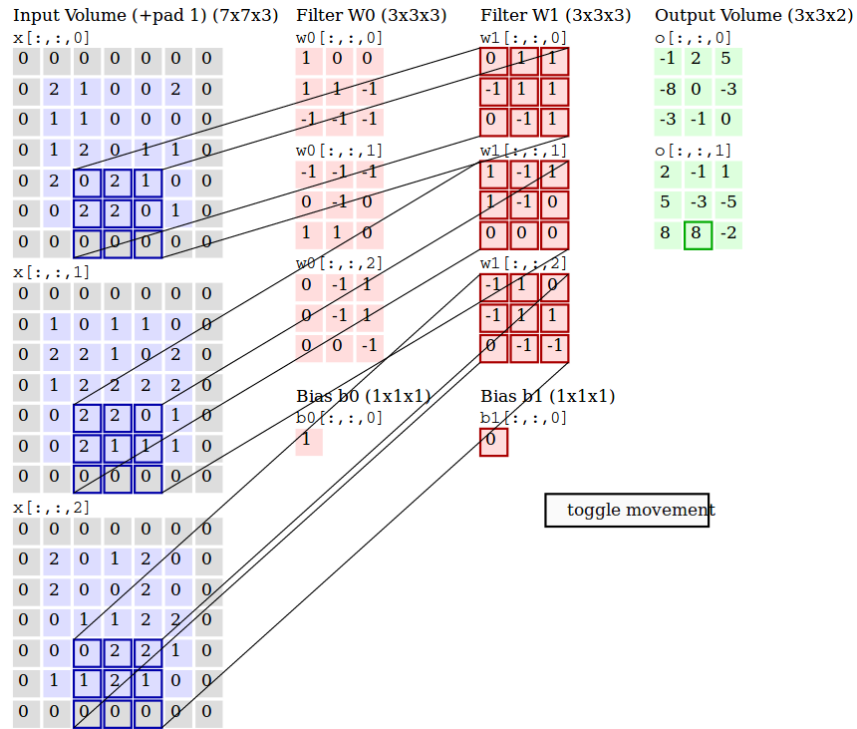 Input Volume (+pad 1) (7x7x3)
x[:,:,0]
0 0 0 0 0 0 0
0 2 1 0 0 2 0
0 1 1 0 0 0 0
0 1 2 0 1 1 0
0 2 0 2 1 0 0
0 0 2 2 0 1 0
0 0 0 0 0 0 0
x[:,:,1]
0 0 0 0 0 0 0
0 1 0 1 1 0 0
0 2 2 1 0 2 0
0 1 2 2 2 2 0
0 0 2 2 0 1 0
0 0 2 1 1 1 0
0 0 0 0 0 0 0
x[:,:,2]
0 0 0 0 0 0 0
0 2 0 1 2 0 0
0 2 0 0 2 0 0
0 0 1 1 2 2 0
0 0 0 2 2 1 0
0 1 1 2 1 0 0
0 0 0 0 0 0 0
Filter W0 (3x3x3)
w0[:,:,0]
1 0 0
1 1 -1
-1 -1 -1
w0[:,:,1]
-1 -1 -1
0 -1 0
1 1 0
w0[:,:,2]
0 -1 1
0 -1 1
0 0 -1
Bias b0 (1x1x1)
b0[:,:,0]
1
Filter W1 (3x3x3)
w1[:,:,0]
0 1 1
-1 1 1
0 -1 1
w1[:,:,1]
1 -1 1
1 -1 0
0 0 0
w1[:,:,2]
-1 1 0
-1 1 1
0 -1 -1
Bias b1 (1x1x1)
b1[:,:,0]
0
Output Volume (3x3x2)
o[:,:,0]
-1 2 5
-8 0 -3
-3 -1 0
o[:,:,1]
2 -1 1
5 -3 -5
8 8 -2
toggle movement